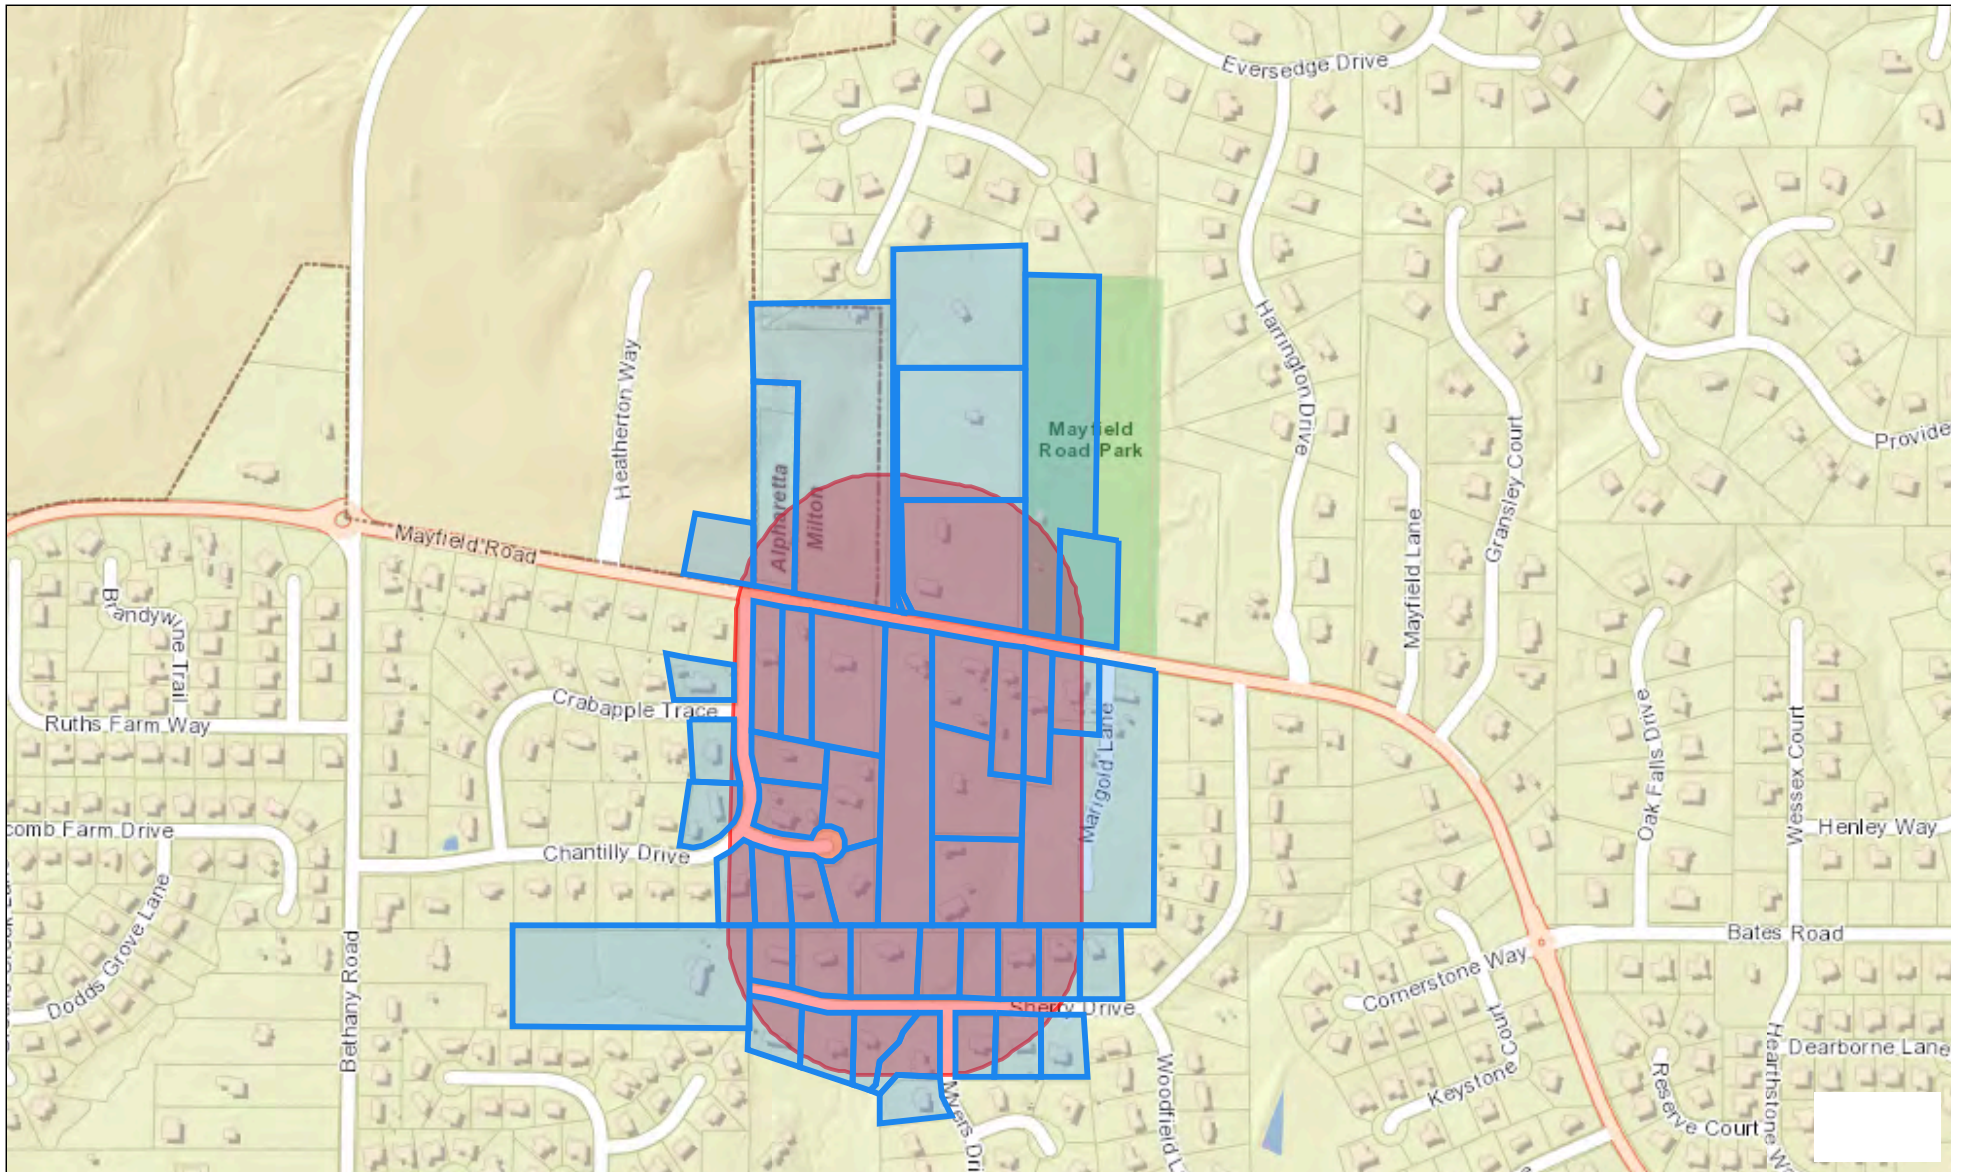 Eversedge Drive
Harrington Drive
Heatherton Way
Mayfield
Road Park
Gransley Court
Provide
Alpharetta
Milton
Mayfield Road
Mayfield Lane
Brandywine Trail
Crabapple Trace
Ruths Farm Way
Marigold Lane
Oak Falls Drive
Wessex Court
Henley Way
comb Farm Drive
Chantilly Drive
Dodds Grove Lane
Bethany Road
Bates Road
Cornerstone Way
Sherry Drive
Court
Keystone
Dearborne Lane
Hearthstone W
Reserve Court
Woodfield L
Myers Dri